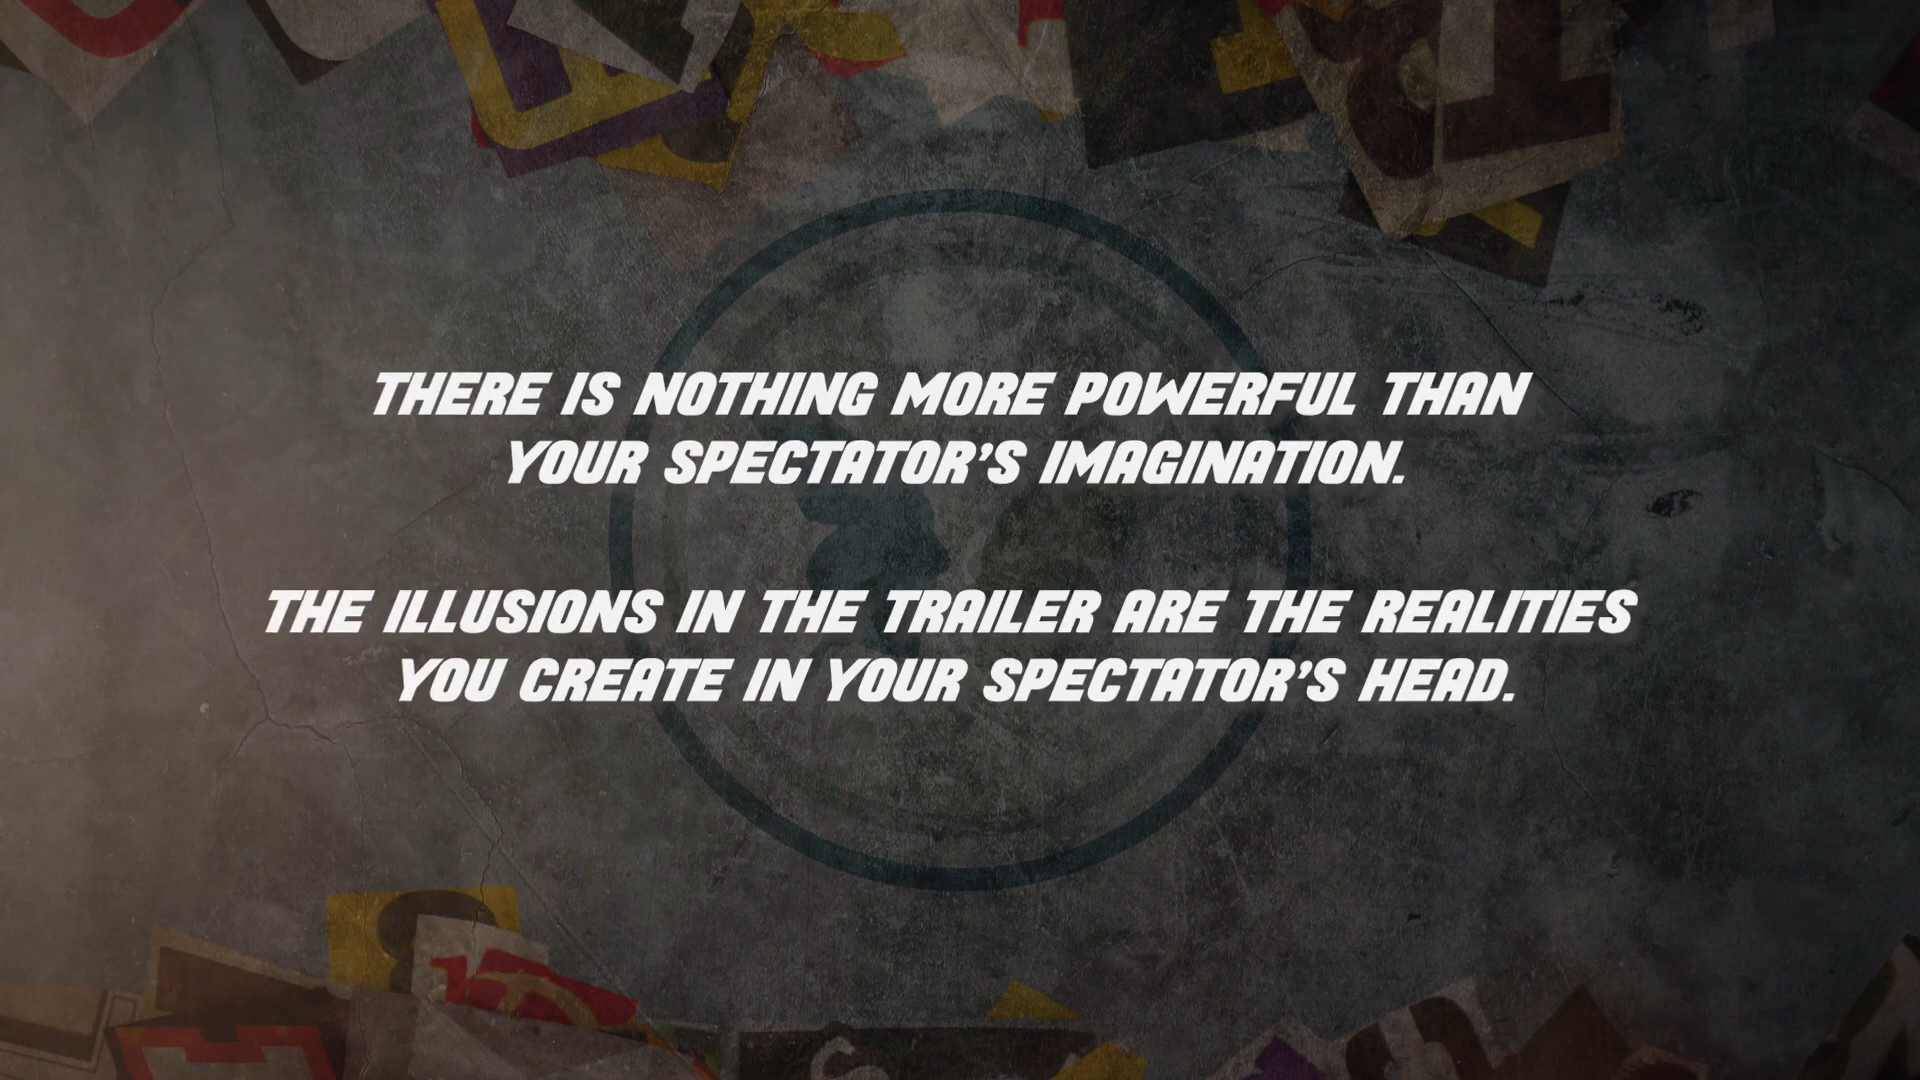 THERE IS NOTHING MORE POWERFUL THAN
YOUR SPECTATOR'S IMAGINATION.
THE ILLUSIONS IN THE TRAILER ARE THE REALITIES
YOU CREATE IN YOUR SPECTATOR'S HEAD.